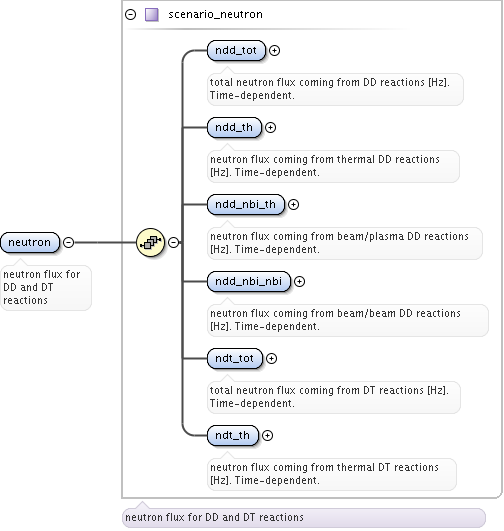 scenario_neutron
ndd_tot
total neutron flux coming from DD reactions [Hz].
Time-dependent.
ndd_th
neutron flux coming from thermal DD reactions
[Hz]. Time-dependent.
ndd_nbi_th
neutron flux coming from beam/plasma DD reactions
[Hz]. Time-dependent.
neutron
neutron flux for
DD and DT
reactions
ndd_nbi_nbi
neutron flux coming from beam/beam DD reactions
[Hz]. Time-dependent.
ndt_tot
total neutron flux coming from DT reactions [Hz].
Time-dependent.
ndt_th
neutron flux coming from thermal DT reactions
[Hz]. Time-dependent.
neutron flux for DD and DT reactions